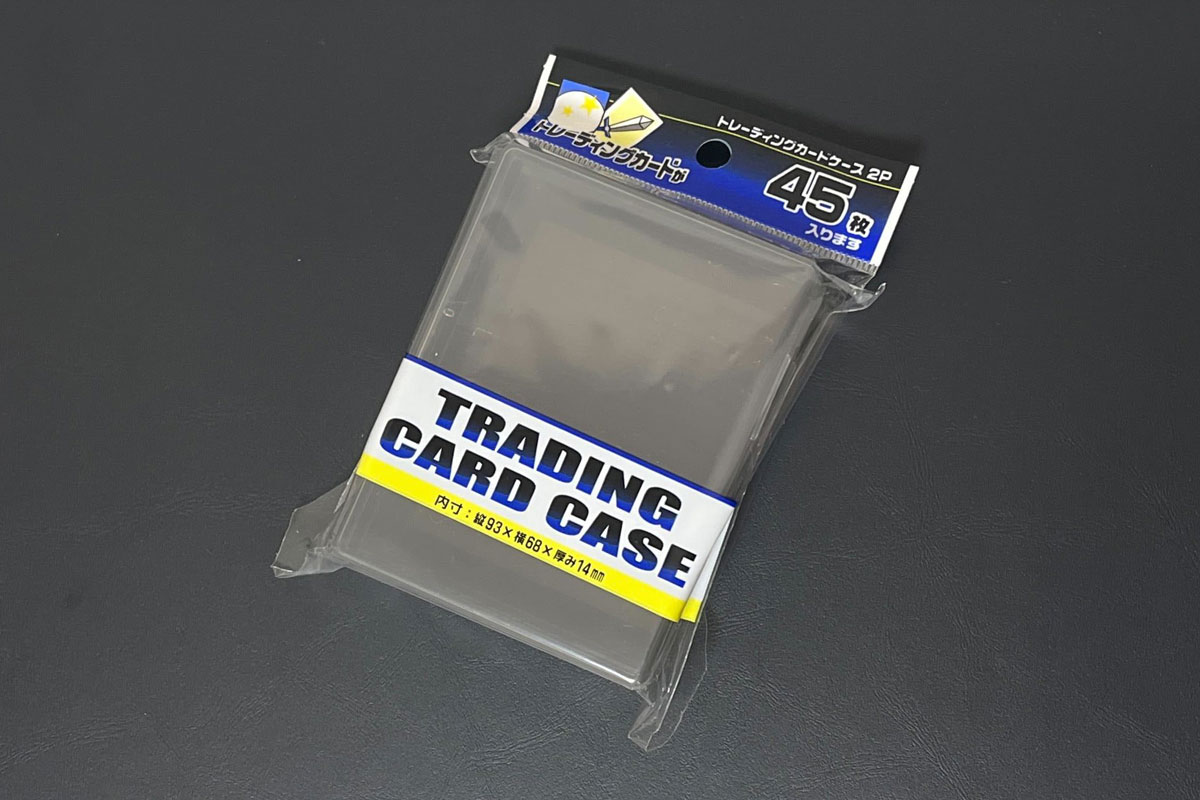 トレーディングカードケース 2P
トレーディングカードが
45枚
入ります
TRADING
CARD CASE
内寸：縦93×横68×厚み14mm